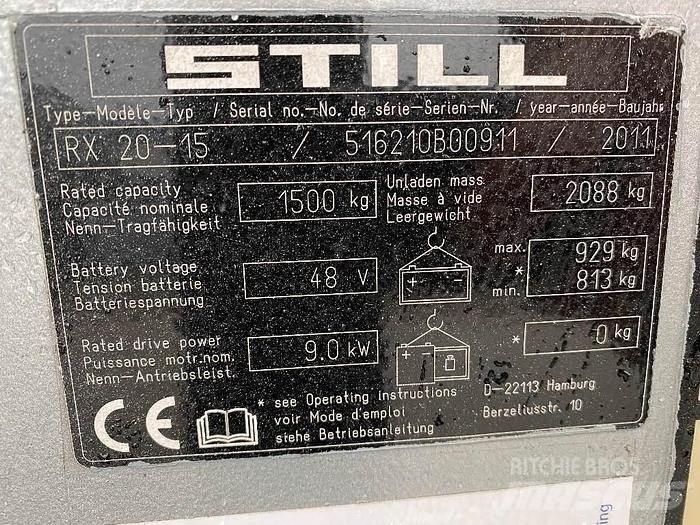 STILL
Type-Modèle-Typ / Serial no.-No. de série-Serien-Nr. / year-année-Baujahr
RX 20-15 / 516210B00911 / 2011
Rated capacity
Capacité nominale
Nenn-Tragfähigkeit
1500 kg
Unladen mass
Masse à vide
Leergewicht
2088 kg
Battery voltage
Tension batterie
Batteriespannung
48 V
max. 929 kg
*
min. 813 kg
Rated drive power
Puissance motr.nom.
Nenn-Antriebsleist.
9.0 kW
* 0 kg
CE
* see Operating instructions
voir Mode d'emploi
siehe Betriebsanleitung
D-22113 Hamburg
Berzeliusstr. 10
RITCHIE BROS.